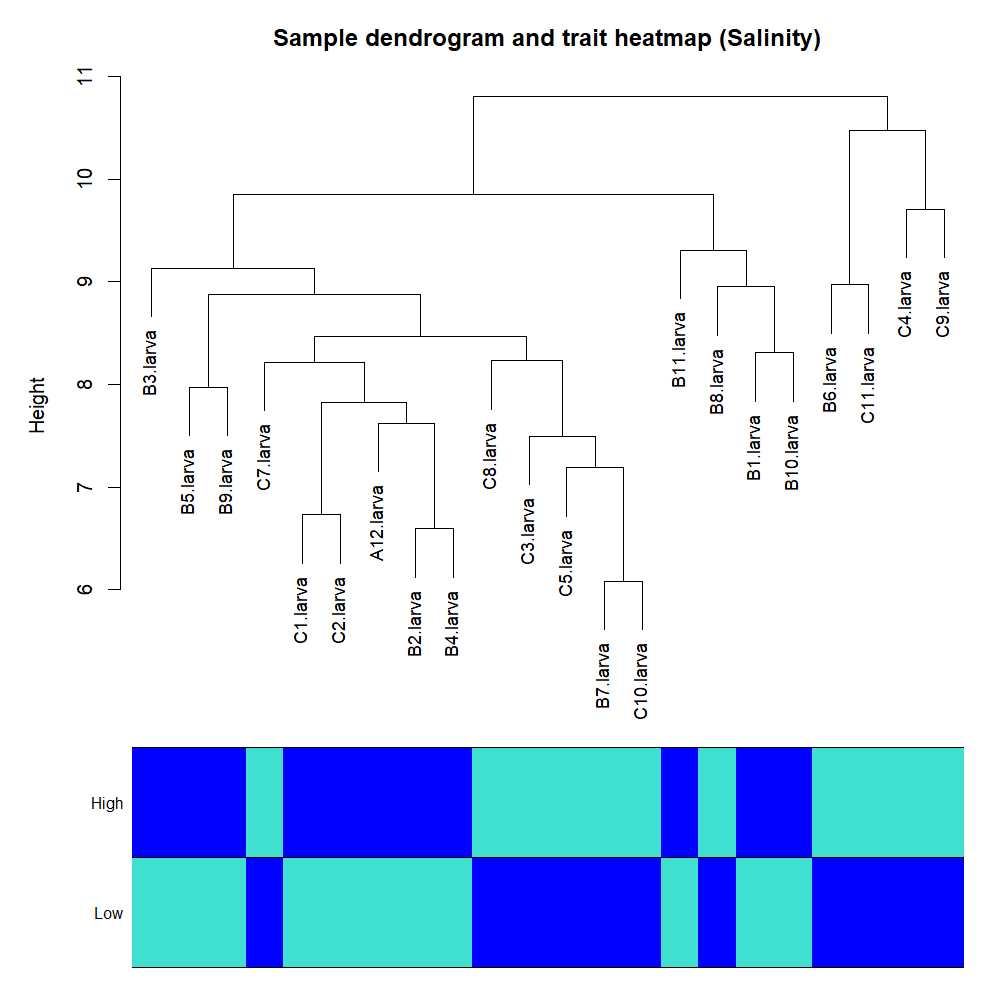 Sample dendrogram and trait heatmap (Salinity)
Height
11
10
9
8
7
6
B3.larva
B5.larva
B9.larva
C7.larva
C1.larva
C2.larva
A12.larva
B2.larva
B4.larva
C8.larva
C3.larva
C5.larva
B7.larva
C10.larva
B11.larva
B8.larva
B1.larva
B10.larva
B6.larva
C11.larva
C4.larva
C9.larva
High
Low